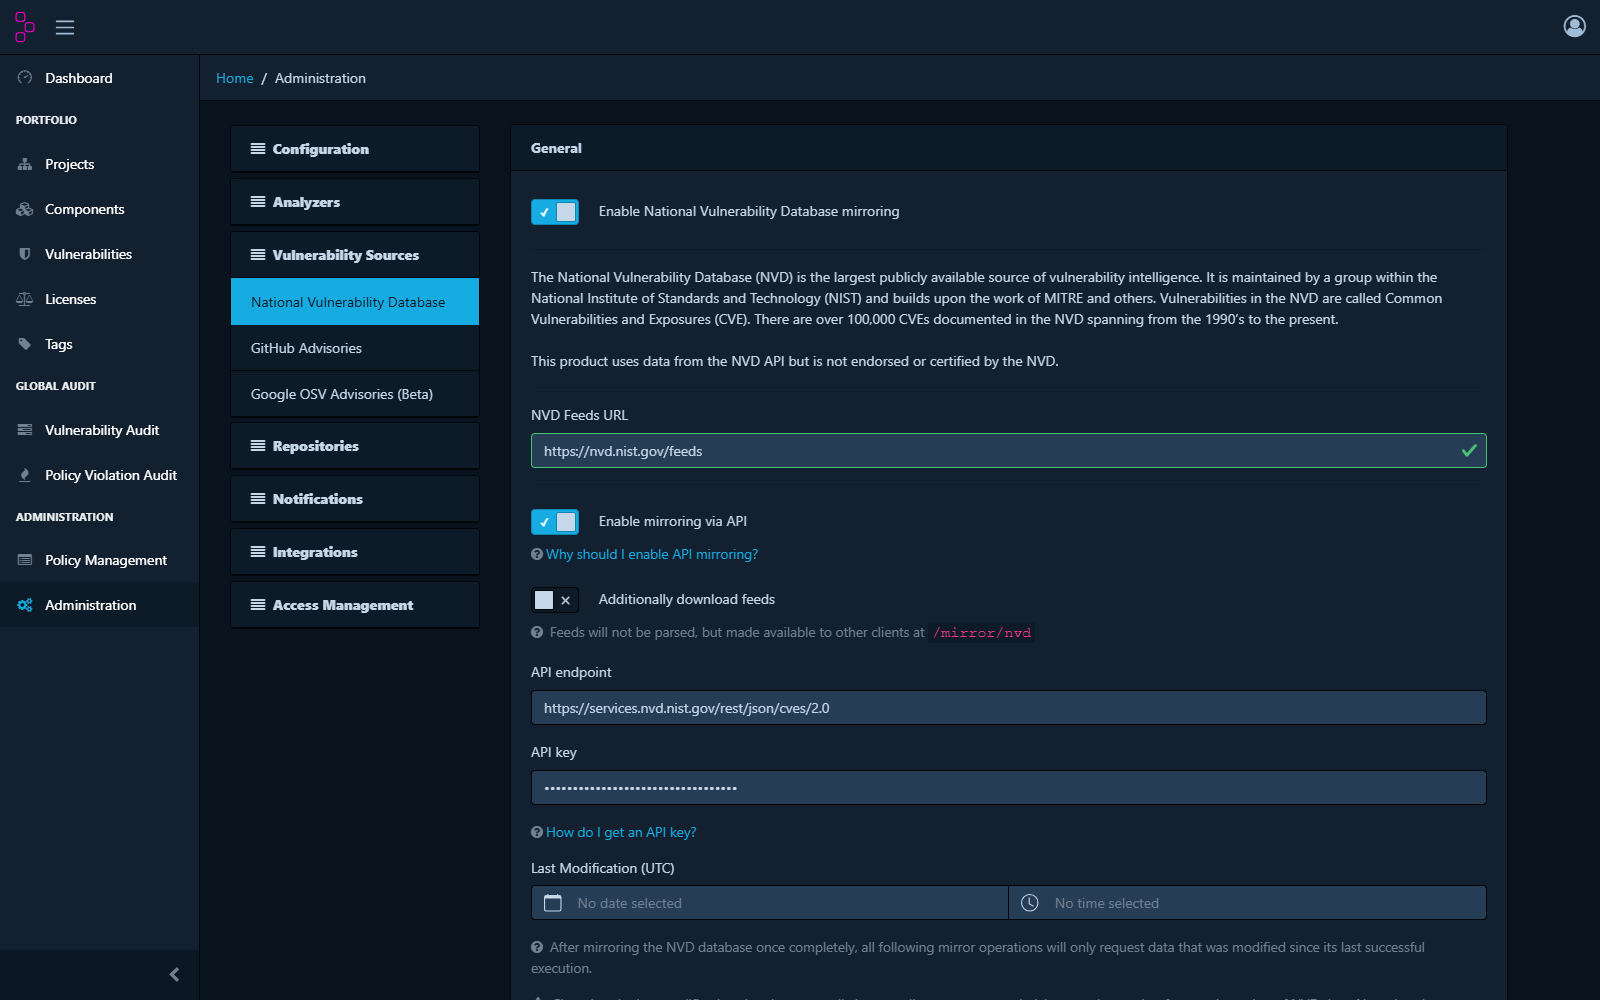 Home / Administration
Dashboard
PORTFOLIO
Projects
Components
Vulnerabilities
Licenses
Tags
GLOBAL AUDIT
Vulnerability Audit
Policy Violation Audit
ADMINISTRATION
Policy Management
Administration
Configuration
Analyzers
Vulnerability Sources
National Vulnerability Database
GitHub Advisories
Google OSV Advisories (Beta)
Repositories
Notifications
Integrations
Access Management
General
Enable National Vulnerability Database mirroring
The National Vulnerability Database (NVD) is the largest publicly available source of vulnerability intelligence. It is maintained by a group within the
National Institute of Standards and Technology (NIST) and builds upon the work of MITRE and others. Vulnerabilities in the NVD are called Common
Vulnerabilities and Exposures (CVE). There are over 100,000 CVEs documented in the NVD spanning from the 1990's to the present.
This product uses data from the NVD API but is not endorsed or certified by the NVD.
NVD Feeds URL
https://nvd.nist.gov/feeds
Enable mirroring via API
Why should I enable API mirroring?
Additionally download feeds
Feeds will not be parsed, but made available to other clients at /mirror/nvd
API endpoint
https://services.nvd.nist.gov/rest/json/cves/2.0
API key
••••••••••••••••••••••••••••••••••
How do I get an API key?
Last Modification (UTC)
No date selected
No time selected
After mirroring the NVD database once completely, all following mirror operations will only request data that was modified since its last successful
execution.